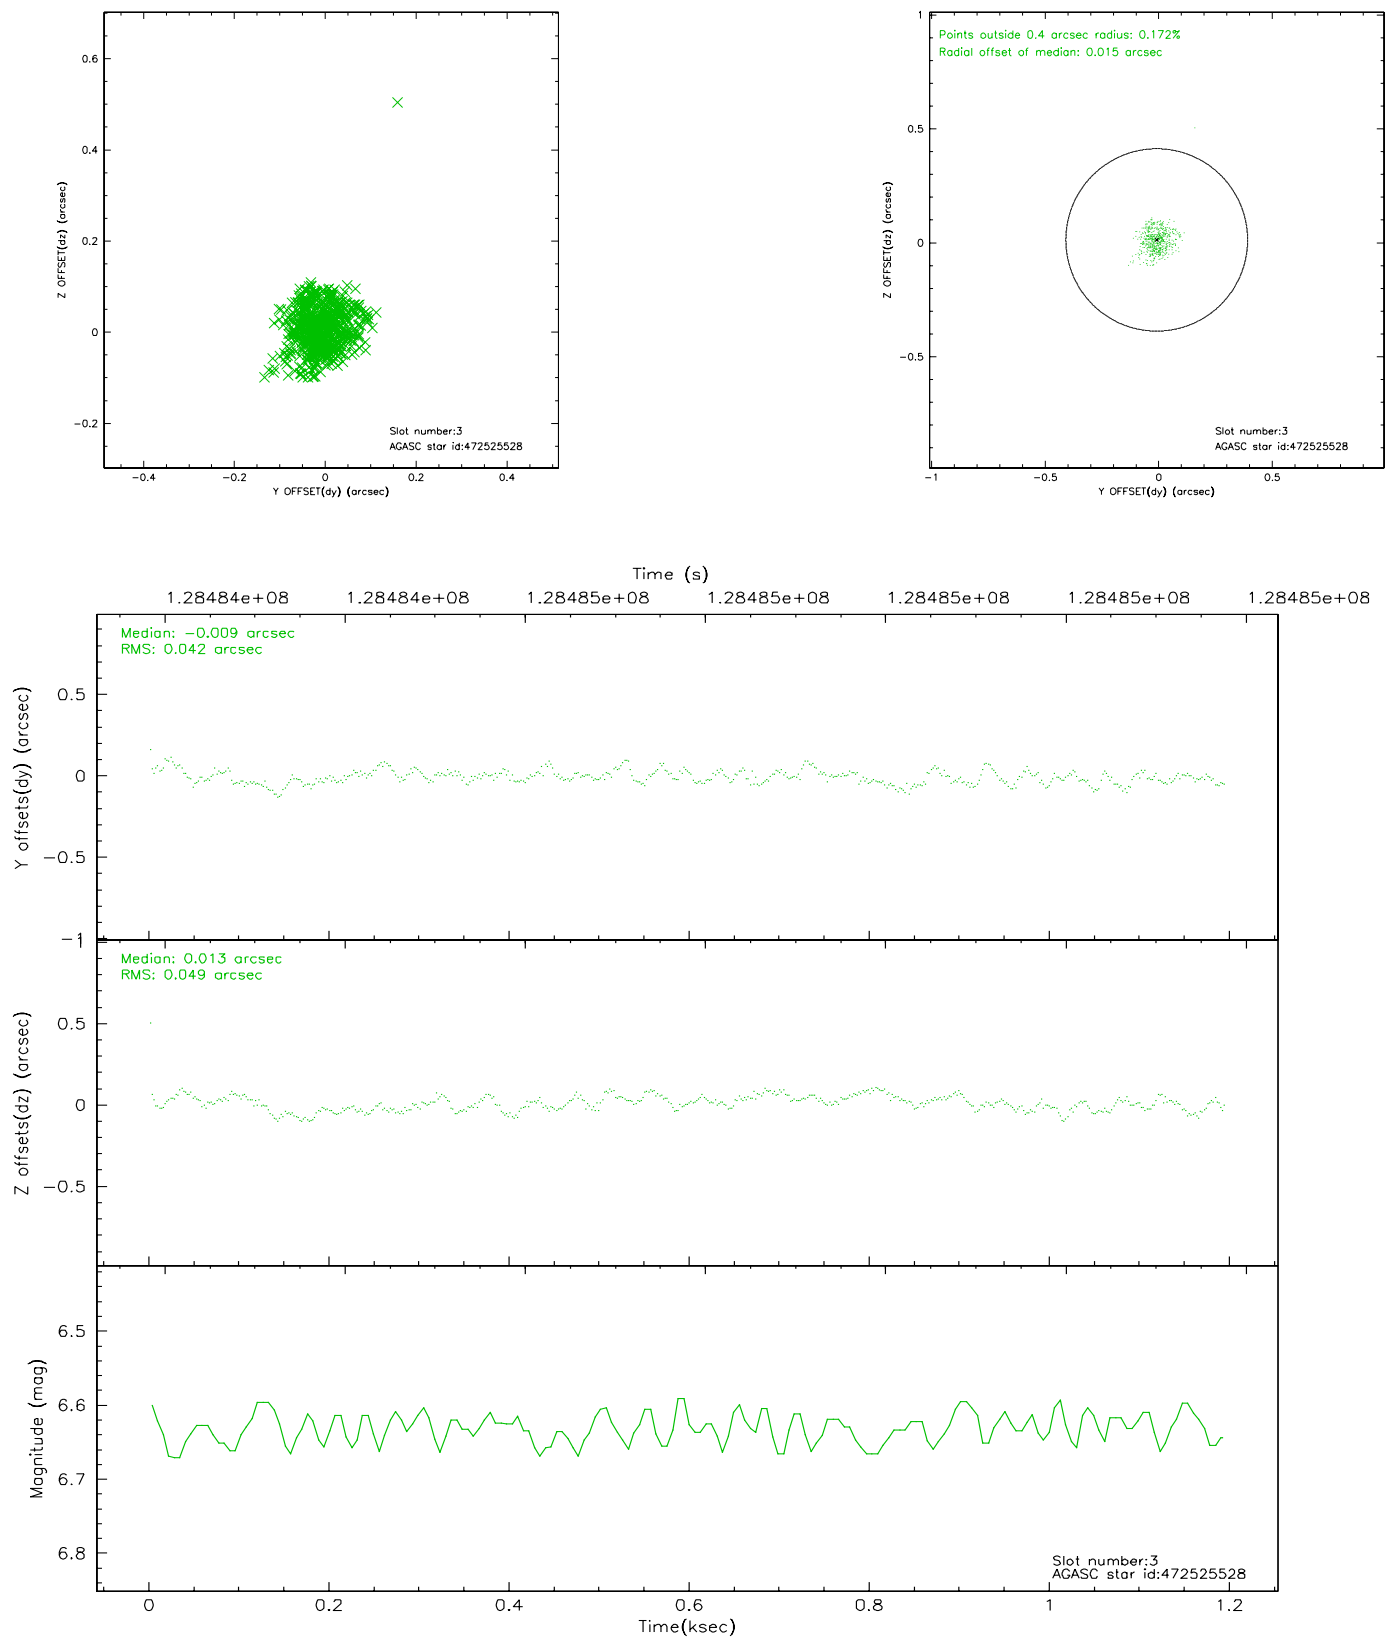 0.6
0.4
0.2
0
−0.2
Z OFFSET(dz) (arcsec)
Slot number:3
AGASC star id:472525528
−0.4
−0.2
0
0.2
0.4
Y OFFSET(dy) (arcsec)
1
0.5
0
−0.5
Z OFFSET(dz) (arcsec)
Points outside 0.4 arcsec radius: 0.172%
Radial offset of median: 0.015 arcsec
Slot number:3
AGASC star id:472525528
−1
−0.5
0
0.5
Y OFFSET(dy) (arcsec)
Time (s)
1.28484e+08
1.28484e+08
1.28485e+08
1.28485e+08
1.28485e+08
1.28485e+08
1.28485e+08
Median: −0.009 arcsec
RMS: 0.042 arcsec
0.5
0
−0.5
−1
Y offsets(dy) (arcsec)
1
Median: 0.013 arcsec
RMS: 0.049 arcsec
0.5
0
−0.5
Z offsets(dz) (arcsec)
6.5
6.6
6.7
6.8
Magnitude (mag)
Slot number:3
AGASC star id:472525528
0
0.2
0.4
0.6
0.8
1
1.2
Time(ksec)